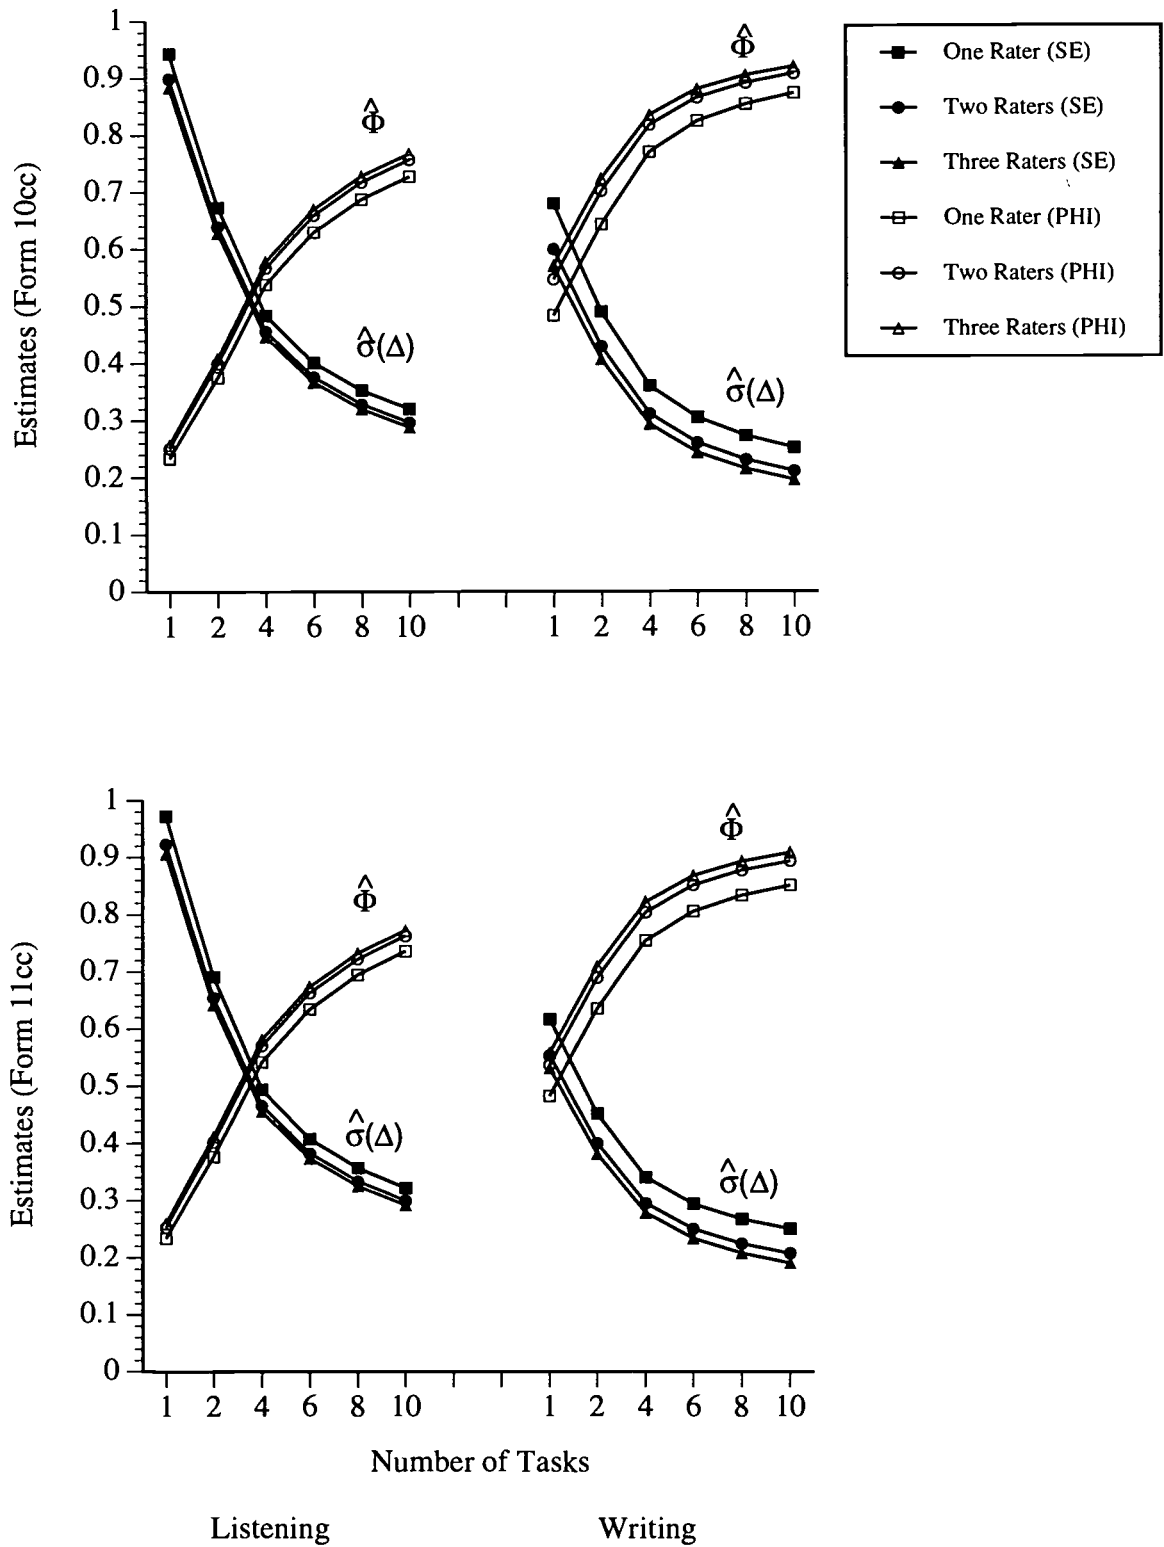 1
0.9
0.8
0.7
0.6
0.5
0.4
0.3
0.2
0.1
0
Estimates (Form 10cc)
Φ̂
σ̂(Δ)
Φ̂
σ̂(Δ)
1 2 4 6 8 10 1 2 4 6 8 10
One Rater (SE)
Two Raters (SE)
Three Raters (SE)
One Rater (PHI)
Two Raters (PHI)
Three Raters (PHI)
1
0.9
0.8
0.7
0.6
0.5
0.4
0.3
0.2
0.1
0
Estimates (Form 11cc)
Φ̂
σ̂(Δ)
Φ̂
σ̂(Δ)
1 2 4 6 8 10 1 2 4 6 8 10
Number of Tasks
Listening Writing